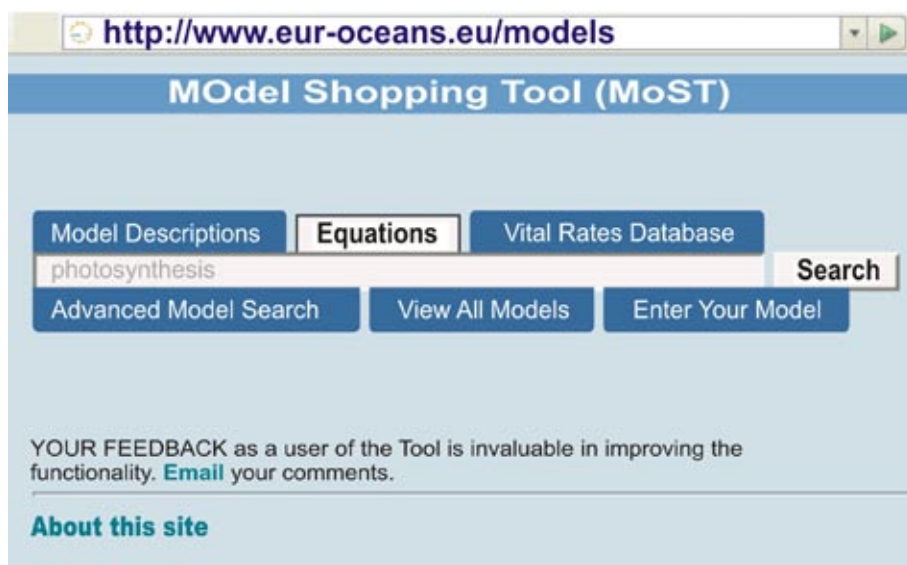 http://www.eur-oceans.eu/models
MOdel Shopping Tool (MoST)
Model Descriptions Equations Vital Rates Database
photosynthesis Search
Advanced Model Search View All Models Enter Your Model
YOUR FEEDBACK as a user of the Tool is invaluable in improving the
functionality. Email your comments.
About this site